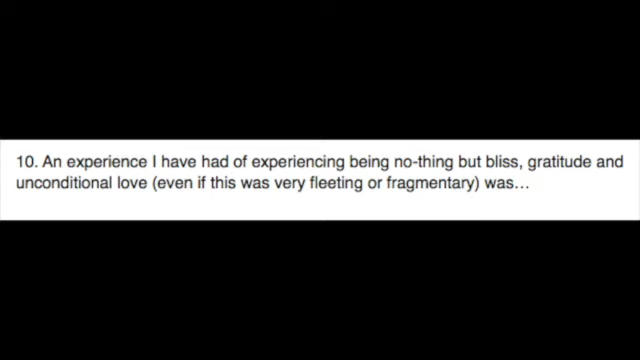 10. An experience I have had of experiencing being no-thing but bliss, gratitude and
unconditional love (even if this was very fleeting or fragmentary) was…